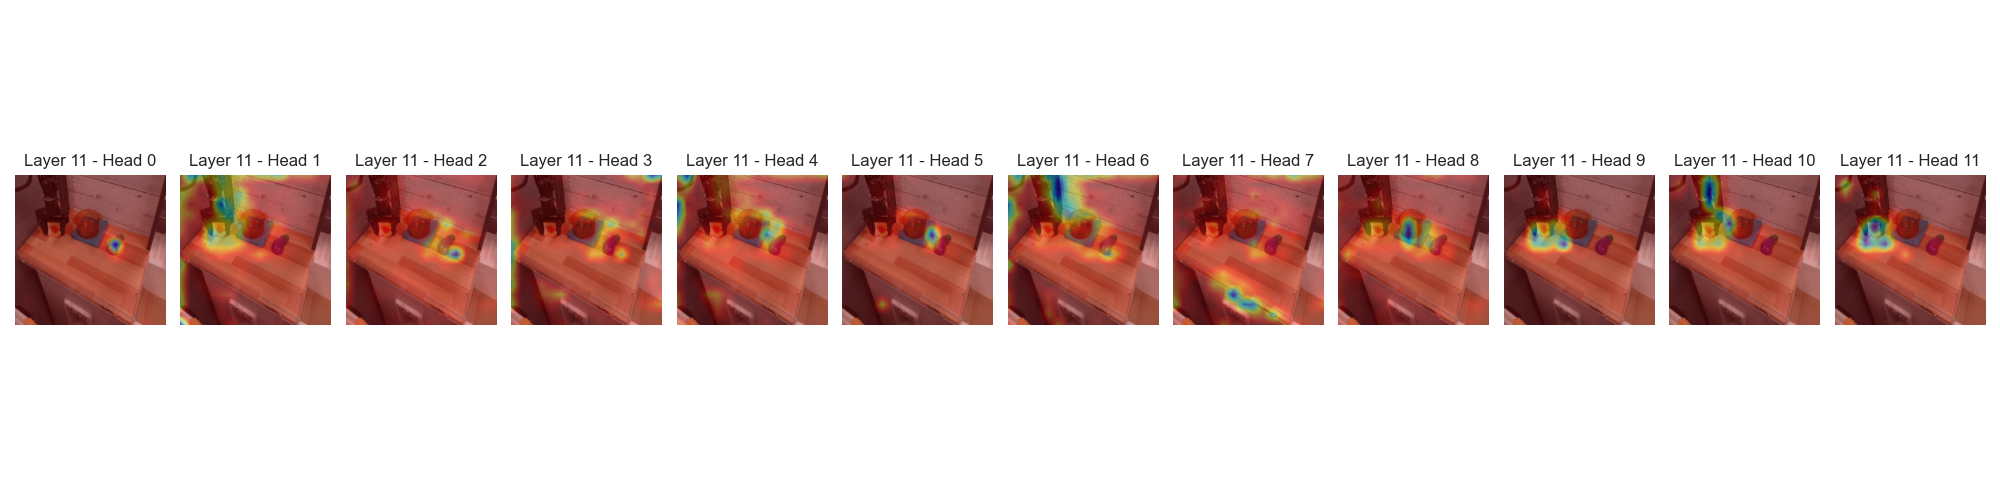 Layer 11 - Head 0
Layer 11 - Head 1
Layer 11 - Head 2
Layer 11 - Head 3
Layer 11 - Head 4
Layer 11 - Head 5
Layer 11 - Head 6
Layer 11 - Head 7
Layer 11 - Head 8
Layer 11 - Head 9
Layer 11 - Head 10
Layer 11 - Head 11